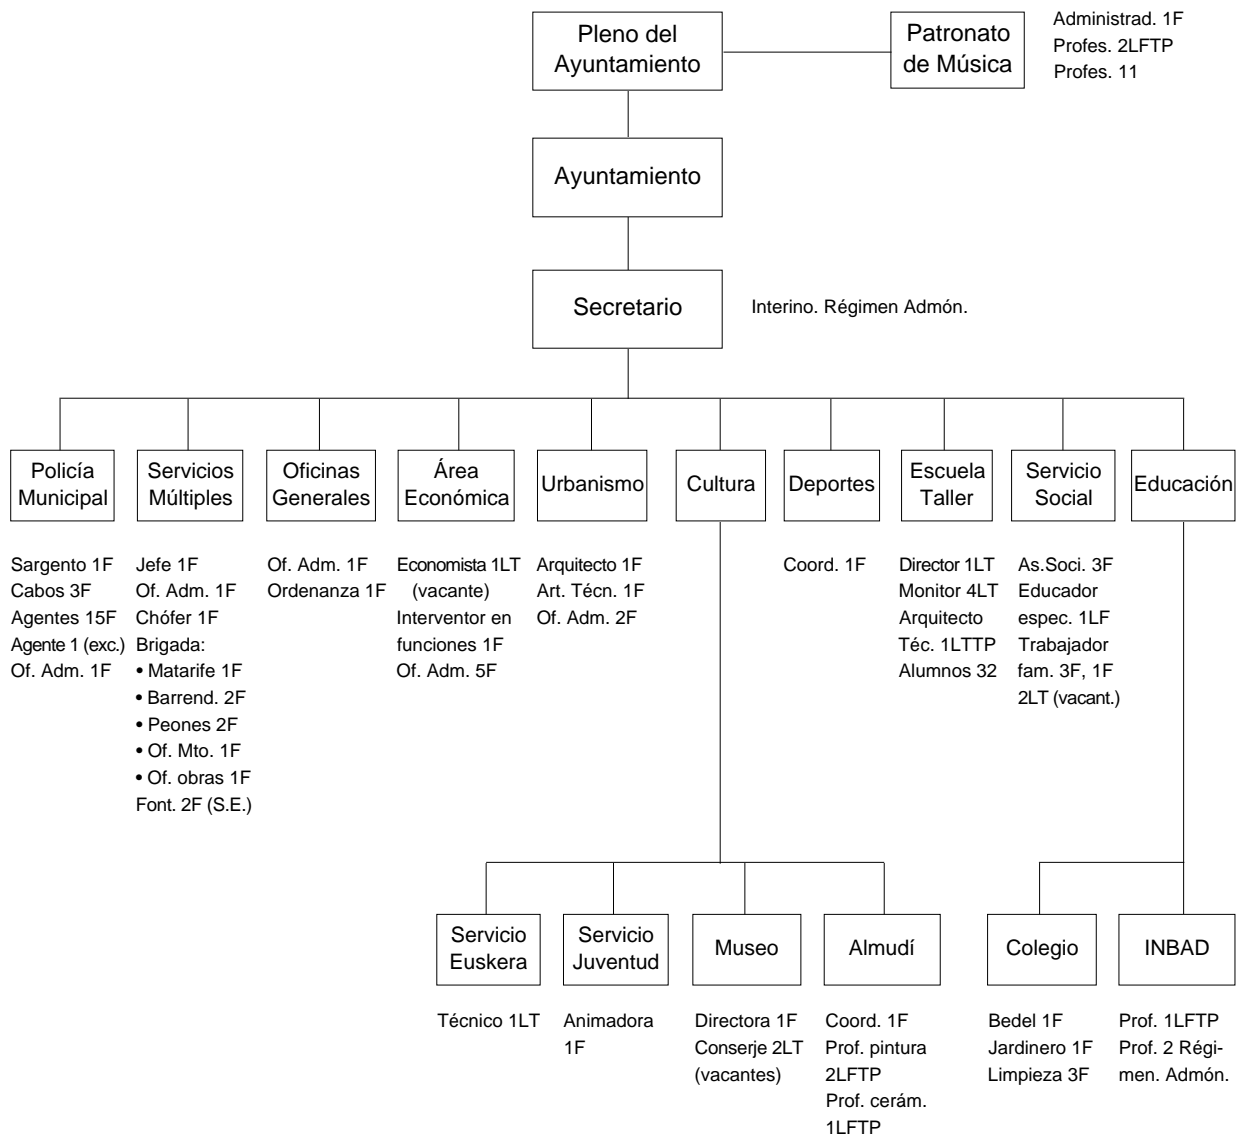 Pleno del
Ayuntamiento
Patronato
de Música
Administrad. 1F
Profes. 2LFTP
Profes. 11
Ayuntamiento
Secretario
Interino. Régimen Admón.
Policía
Municipal
Servicios
Múltiples
Oficinas
Generales
Área
Económica
Urbanismo
Cultura
Deportes
Escuela
Taller
Servicio
Social
Educación
Sargento 1F
Cabos 3F
Agentes 15F
Agente 1 (exc.)
Of. Adm. 1F
Jefe 1F
Of. Adm. 1F
Chófer 1F
Brigada:
• Matarife 1F
• Barrend. 2F
• Peones 2F
• Of. Mto. 1F
• Of. obras 1F
Font. 2F (S.E.)
Of. Adm. 1F
Ordenanza 1F
Economista 1LT
(vacante)
Interventor en
funciones 1F
Of. Adm. 5F
Arquitecto 1F
Art. Técn. 1F
Of. Adm. 2F
Coord. 1F
Director 1LT
Monitor 4LT
Arquitecto
Téc. 1LTTP
Alumnos 32
As.Soci. 3F
Educador
espec. 1LF
Trabajador
fam. 3F, 1F
2LT (vacant.)
Servicio
Euskera
Servicio
Juventud
Museo
Almudí
Colegio
INBAD
Técnico 1LT
Animadora
1F
Directora 1F
Conserje 2LT
(vacantes)
Coord. 1F
Prof. pintura
2LFTP
Prof. cerám.
1LFTP
Bedel 1F
Jardinero 1F
Limpieza 3F
Prof. 1LFTP
Prof. 2 Régi-
men. Admón.